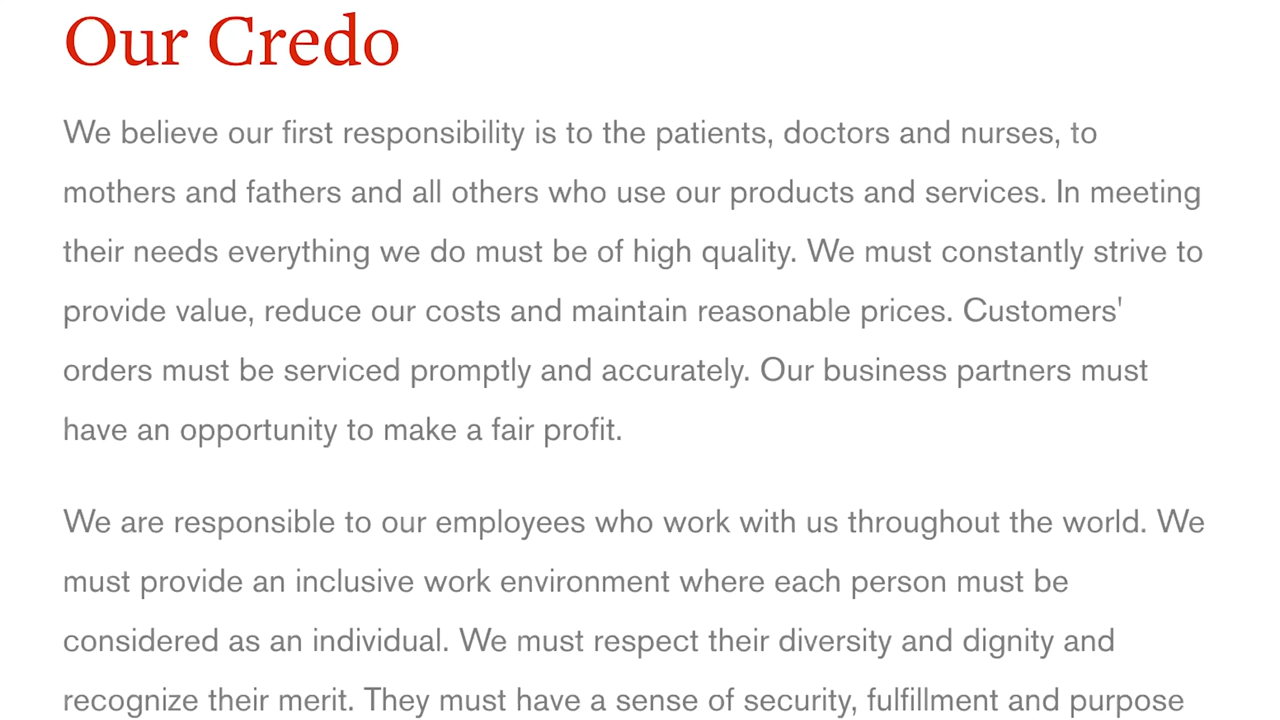 Our Credo
We believe our first responsibility is to the patients, doctors and nurses, to
mothers and fathers and all others who use our products and services. In meeting
their needs everything we do must be of high quality. We must constantly strive to
provide value, reduce our costs and maintain reasonable prices. Customers'
orders must be serviced promptly and accurately. Our business partners must
have an opportunity to make a fair profit.
We are responsible to our employees who work with us throughout the world. We
must provide an inclusive work environment where each person must be
considered as an individual. We must respect their diversity and dignity and
recognize their merit. They must have a sense of security, fulfillment and purpose